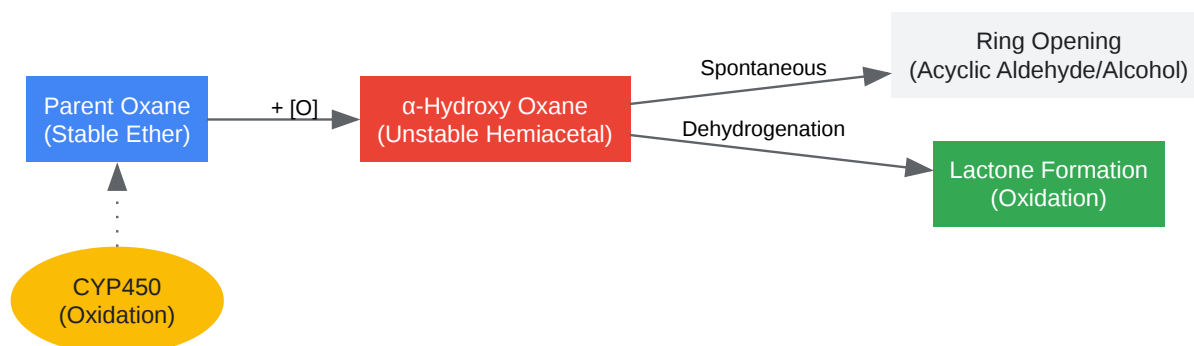 Parent Oxane
(Stable Ether)
+ [O]
α-Hydroxy Oxane
(Unstable Hemiacetal)
Spontaneous
Dehydrogenation
Ring Opening
(Acyclic Aldehyde/Alcohol)
Lactone Formation
(Oxidation)
CYP450
(Oxidation)